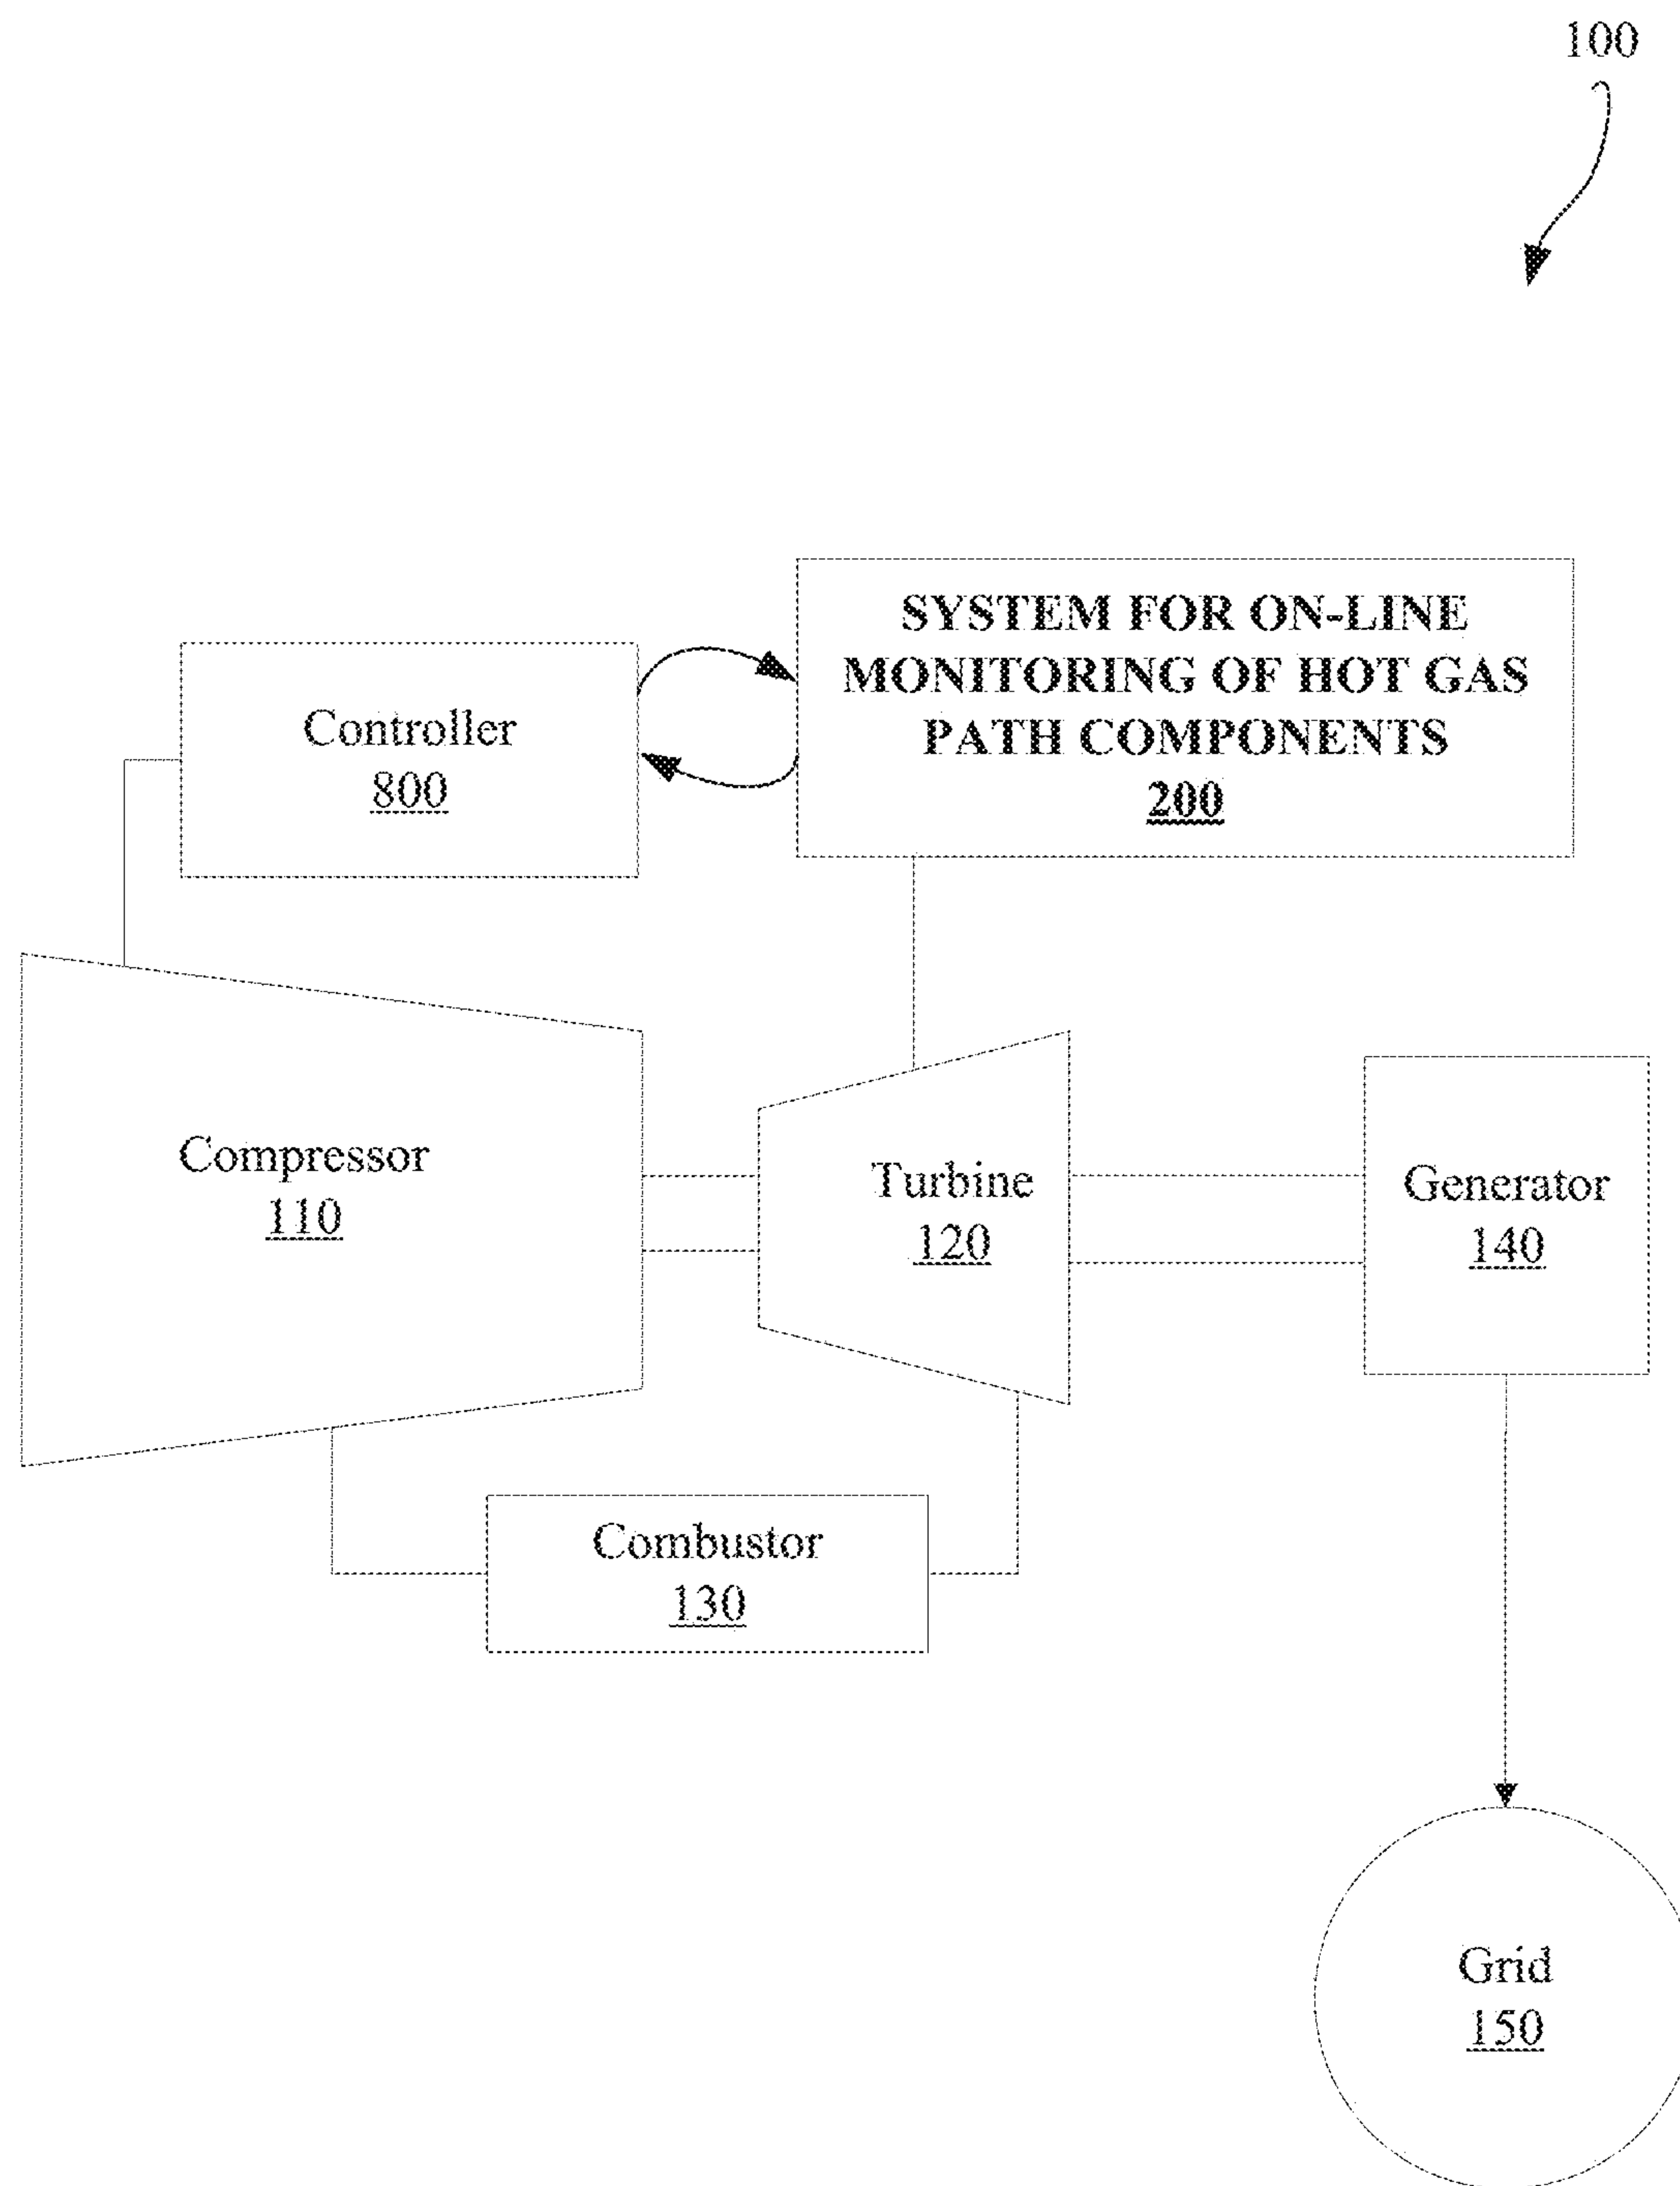 100
SYSTEM FOR ON-LINE
MONITORING OF HOT GAS
PATH COMPONENTS
200
Controller
800
Compressor
110
Turbine
120
Generator
140
Combustor
130
Grid
150